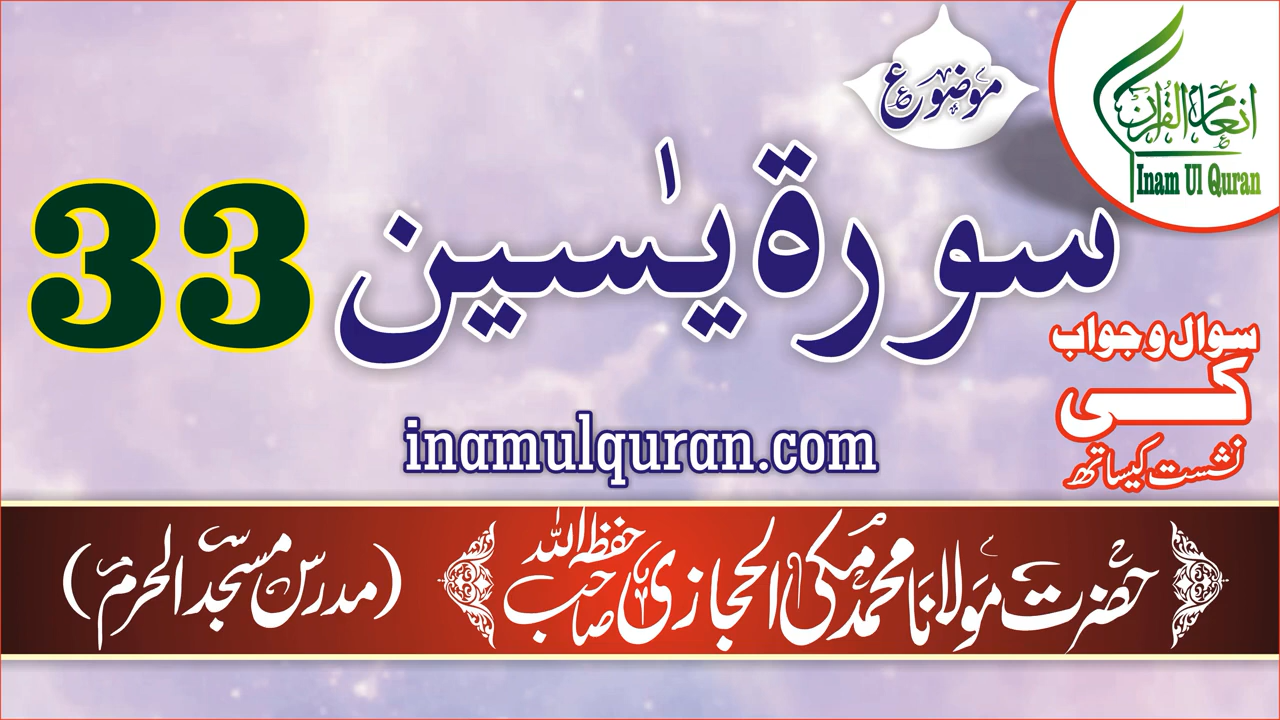 موضوع
انعام القرآن
Inam Ul Quran
سورۃ یٰسین 33
سوال و جواب
کی
نشست کیساتھ
inamulquran.com
حضرت مولانا محمد مکی الحجازی صاحب حفظہ اللہ (مدرس مسجد الحرم)